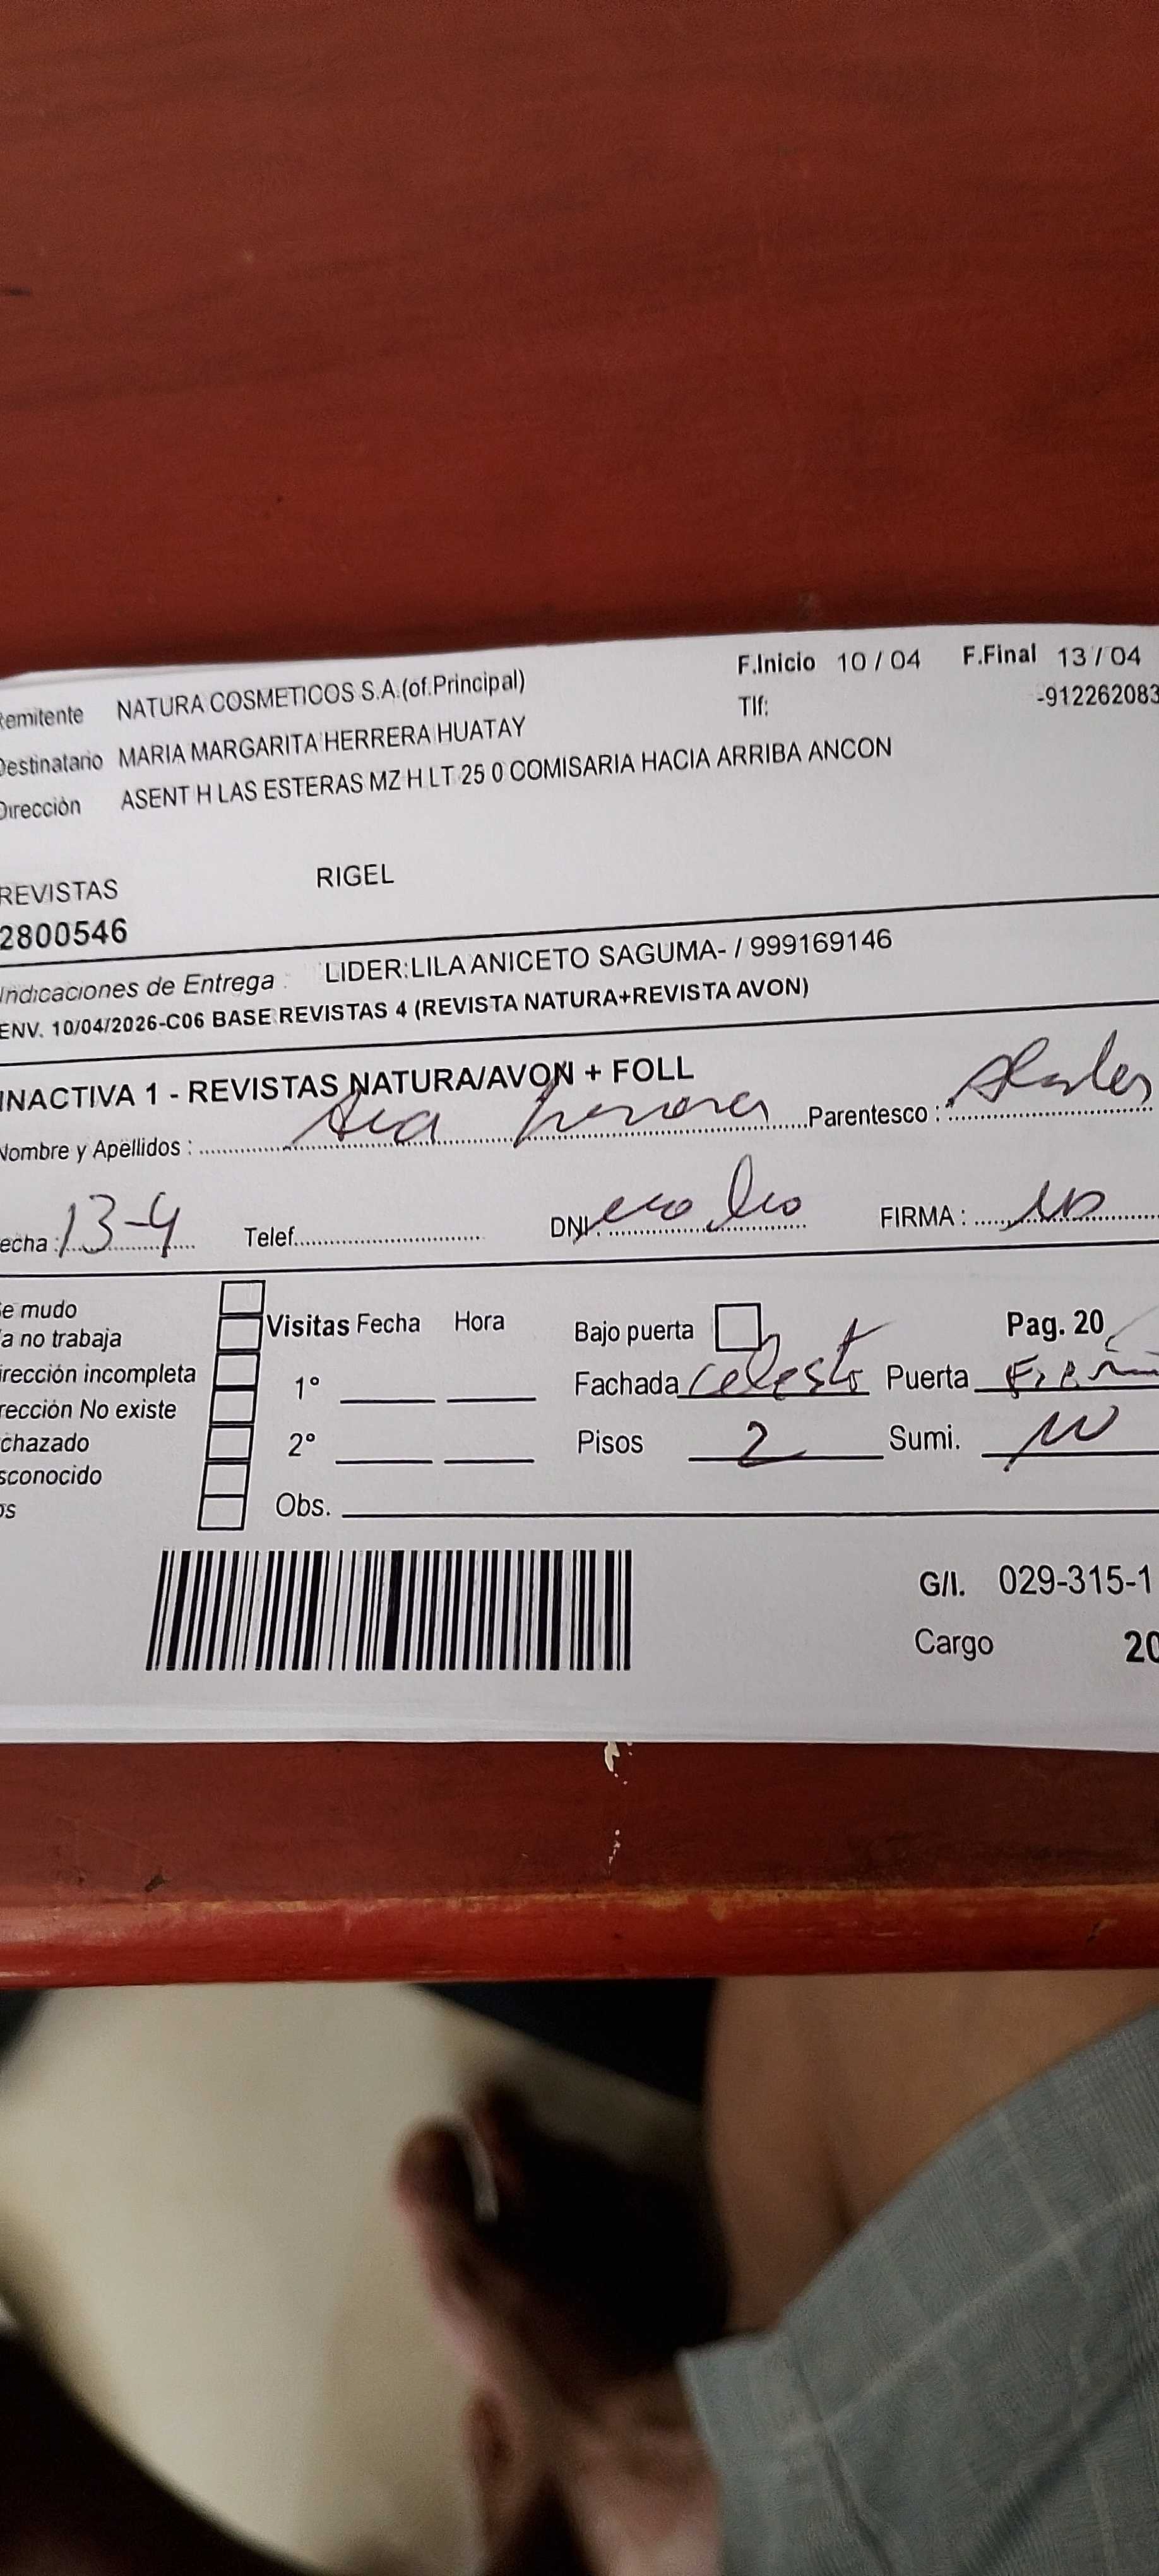 emitente NATURA COSMETICOS S.A.(of.Principal) F.Inicio 10 / 04 F.Final 13 / 04
Destinatario MARIA MARGARITA HERRERA HUATAY Tlf: -912262083
Dirección ASENT H LAS ESTERAS MZ H LT 25 0 COMISARIA HACIA ARRIBA ANCON
REVISTAS RIGEL
2800546
Indicaciones de Entrega : LIDER:LILA ANICETO SAGUMA- / 999169146
ENV. 10/04/2026-C06 BASE REVISTAS 4 (REVISTA NATURA+REVISTA AVON)
INACTIVA 1 - REVISTAS NATURA/AVON + FOLL
Nombre y Apellidos : herrera Parentesco :
echa : 13-4 Telef. DNI. FIRMA :
e mudo
a no trabaja Visitas Fecha Hora Bajo puerta Pag. 20
irección incompleta 1° Fachada celeste Puerta
rección No existe
chazado 2° Pisos 2 Sumi.
sconocido
os Obs.
G/I. 029-315-1
Cargo 20